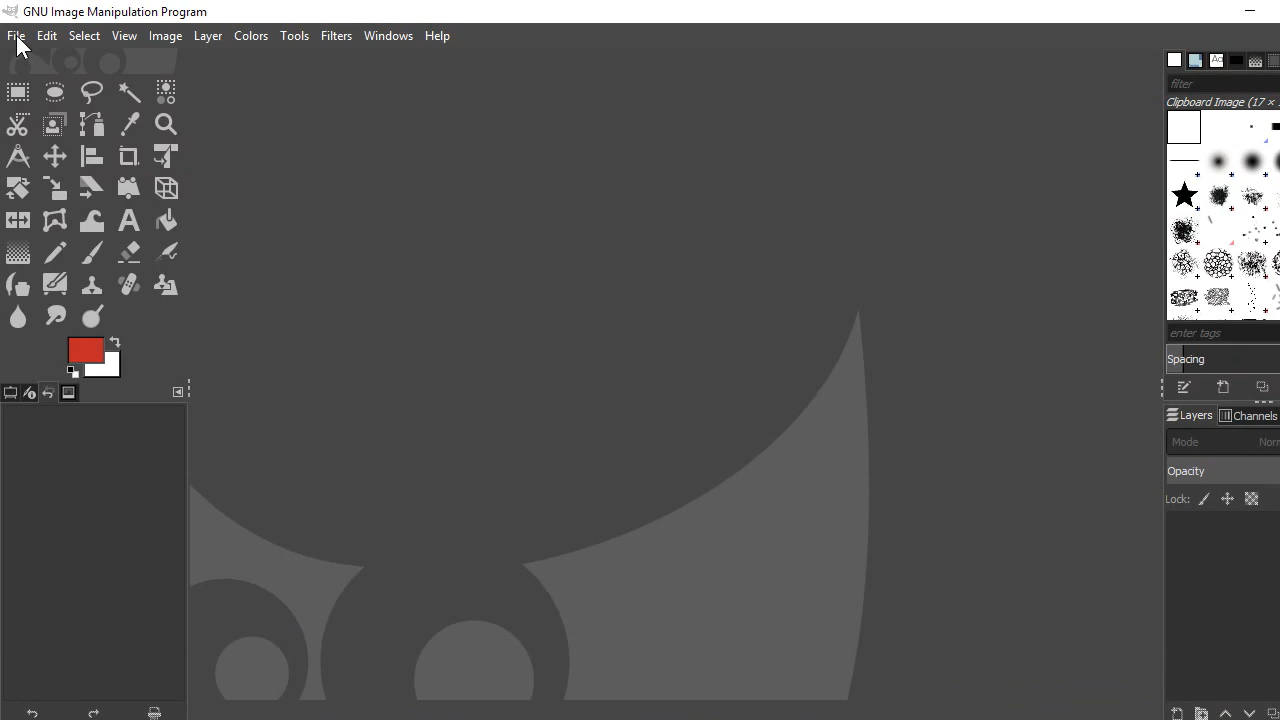 GNU Image Manipulation Program
File Edit Select View Image Layer Colors Tools Filters Windows Help
filter
Clipboard Image (17 ×
enter tags
Spacing
Layers Channels
Mode Nor
Opacity
Lock: